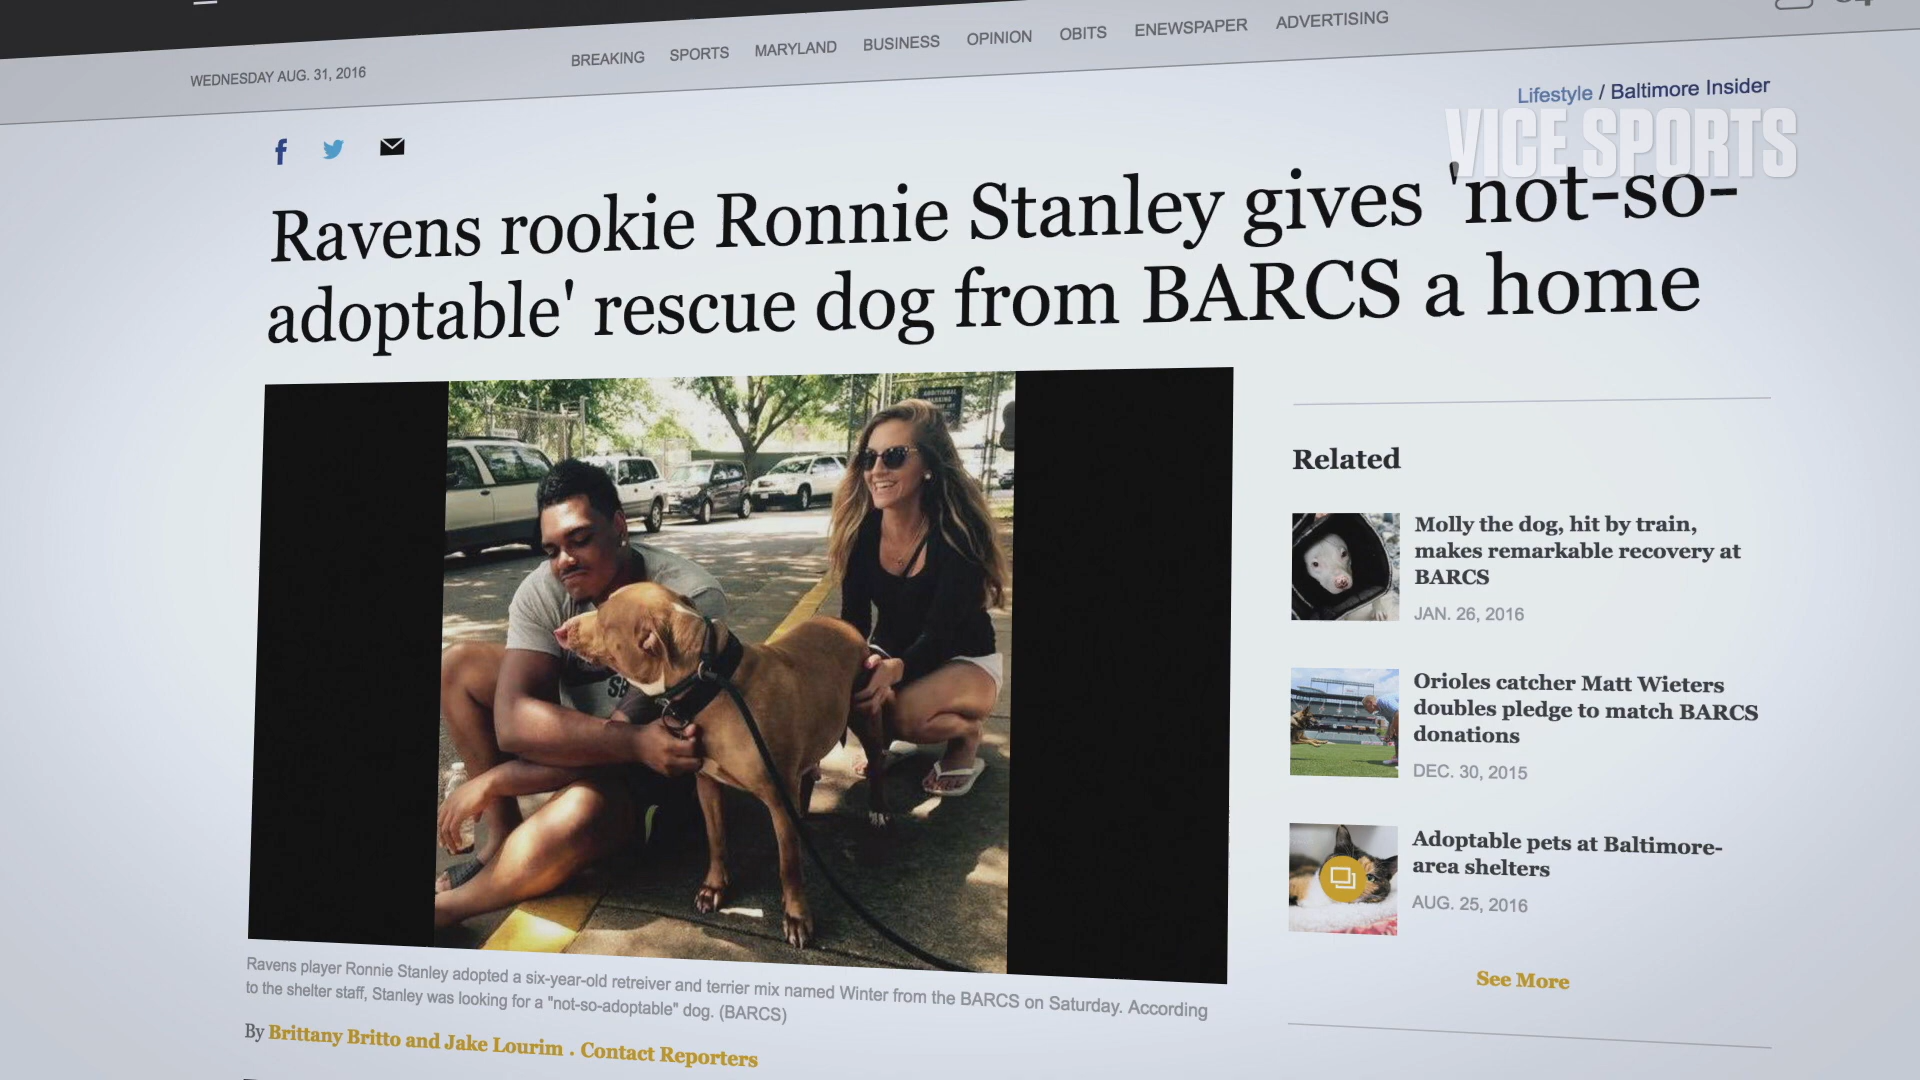 WEDNESDAY AUG. 31, 2016
BREAKING SPORTS MARYLAND BUSINESS OPINION OBITS ENEWSPAPER ADVERTISING
Lifestyle / Baltimore Insider
VICE SPORTS
Ravens rookie Ronnie Stanley gives 'not-so-
adoptable' rescue dog from BARCS a home
Related
Molly the dog, hit by train,
makes remarkable recovery at
BARCS
JAN. 26, 2016
Orioles catcher Matt Wieters
doubles pledge to match BARCS
donations
DEC. 30, 2015
Adoptable pets at Baltimore-
area shelters
AUG. 25, 2016
See More
Ravens player Ronnie Stanley adopted a six-year-old retreiver and terrier mix named Winter from the BARCS on Saturday. According
to the shelter staff, Stanley was looking for a "not-so-adoptable" dog. (BARCS)
By Brittany Britto and Jake Lourim . Contact Reporters